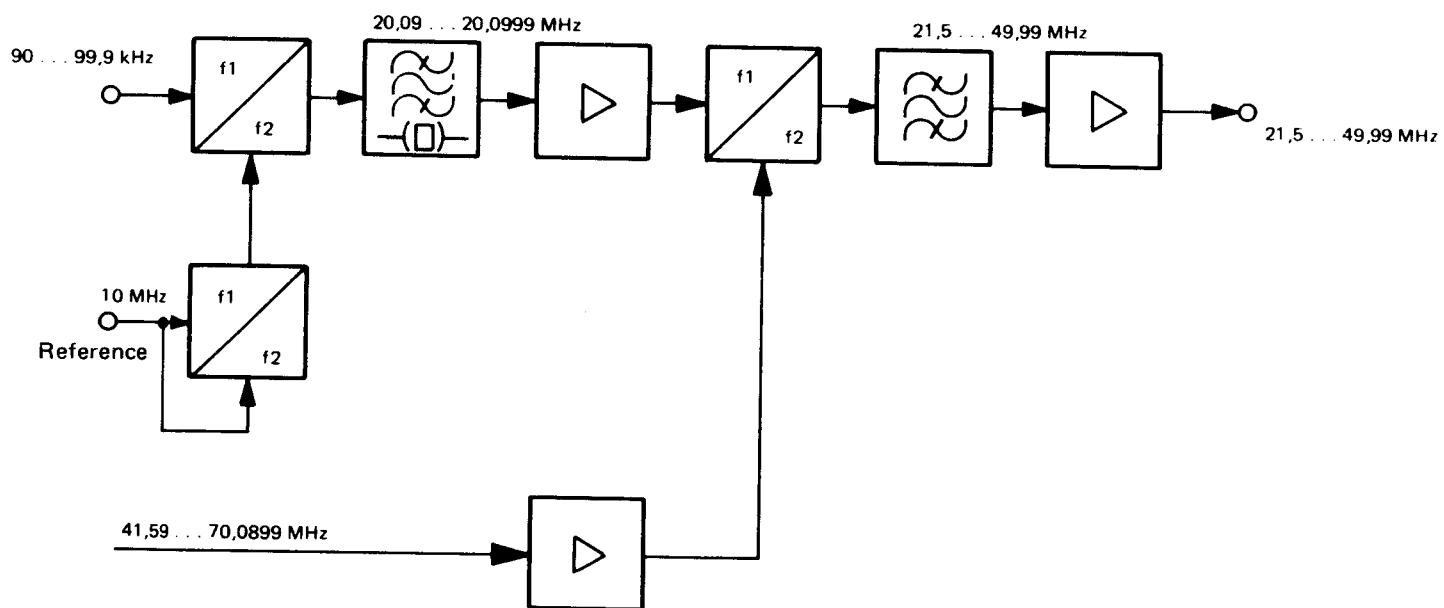 20,09 . . . 20,0999 MHz
21,5 . . . 49,99 MHz
90 . . . 99,9 kHz
f1
f2
f1
f2
21,5 . . . 49,99 MHz
10 MHz
Reference
f1
f2
41,59 . . . 70,0899 MHz